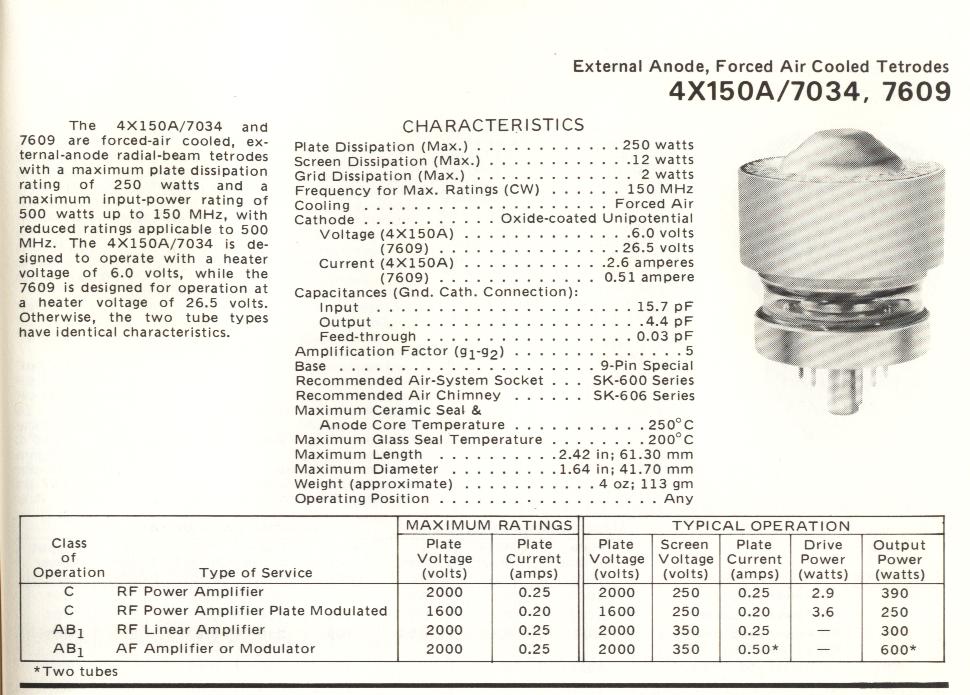 External Anode, Forced Air Cooled Tetrodes
4X150A/7034, 7609
The 4X150A/7034 and
7609 are forced-air cooled, ex-
ternal-anode radial-beam tetrodes
with a maximum plate dissipation
rating of 250 watts and a
maximum input-power rating of
500 watts up to 150 MHz, with
reduced ratings applicable to 500
MHz. The 4X150A/7034 is de-
signed to operate with a heater
voltage of 6.0 volts, while the
7609 is designed for operation at
a heater voltage of 26.5 volts.
Otherwise, the two tube types
have identical characteristics.
CHARACTERISTICS
Plate Dissipation (Max.) . . . . . . . . . . . . 250 watts
Screen Dissipation (Max.) . . . . . . . . . . . .12 watts
Grid Dissipation (Max.) . . . . . . . . . . . . . 2 watts
Frequency for Max. Ratings (CW) . . . . . . 150 MHz
Cooling . . . . . . . . . . . . . . . . . . . Forced Air
Cathode . . . . . . . . . . . Oxide-coated Unipotential
Voltage (4X150A) . . . . . . . . . . . . . .6.0 volts
(7609) . . . . . . . . . . . . . . . 26.5 volts
Current (4X150A) . . . . . . . . . . . .2.6 amperes
(7609) . . . . . . . . . . . . . 0.51 ampere
Capacitances (Gnd. Cath. Connection):
Input . . . . . . . . . . . . . . . . . . . 15.7 pF
Output . . . . . . . . . . . . . . . . . . .4.4 pF
Feed-through . . . . . . . . . . . . . . . . 0.03 pF
Amplification Factor (g1-g2) . . . . . . . . . . . . . 5
Base . . . . . . . . . . . . . . . . . . . 9-Pin Special
Recommended Air-System Socket . . . SK-600 Series
Recommended Air Chimney . . . . . . SK-606 Series
Maximum Ceramic Seal &
Anode Core Temperature . . . . . . . . . . . 250°C
Maximum Glass Seal Temperature . . . . . . . . 200°C
Maximum Length . . . . . . . . . .2.42 in; 61.30 mm
Maximum Diameter . . . . . . . . .1.64 in; 41.70 mm
Weight (approximate) . . . . . . . . . . . 4 oz; 113 gm
Operating Position . . . . . . . . . . . . . . . . . . Any
MAXIMUM RATINGS TYPICAL OPERATION
Class Plate Plate Plate Screen Plate Drive Output
of Voltage Current Voltage Voltage Current Power Power
Operation Type of Service (volts) (amps) (volts) (volts) (amps) (watts) (watts)
C RF Power Amplifier 2000 0.25 2000 250 0.25 2.9 390
C RF Power Amplifier Plate Modulated 1600 0.20 1600 250 0.20 3.6 250
AB1 RF Linear Amplifier 2000 0.25 2000 350 0.25 — 300
AB1 AF Amplifier or Modulator 2000 0.25 2000 350 0.50* — 600*
*Two tubes